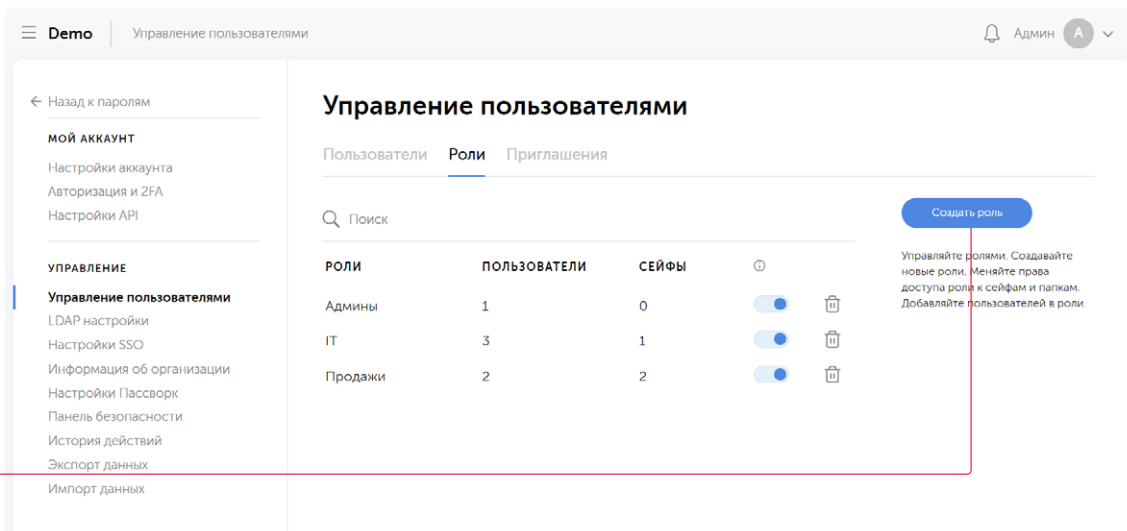 Demo Управление пользователями Админ A
Назад к паролям
МОЙ АККАУНТ
Настройки аккаунта
Авторизация и 2FA
Настройки API
УПРАВЛЕНИЕ
Управление пользователями
LDAP настройки
Настройки SSO
Информация об организации
Настройки Пассворк
Панель безопасности
История действий
Экспорт данных
Импорт данных
Управление пользователями
Пользователи Роли Приглашения
Поиск
РОЛИ ПОЛЬЗОВАТЕЛИ СЕЙФЫ
Админы 1 0
IT 3 1
Продажи 2 2
Создать роль
Управляйте ролями. Создавайте
новые роли. Меняйте права
доступа роли к сейфам и папкам.
Добавляйте пользователей в роли.